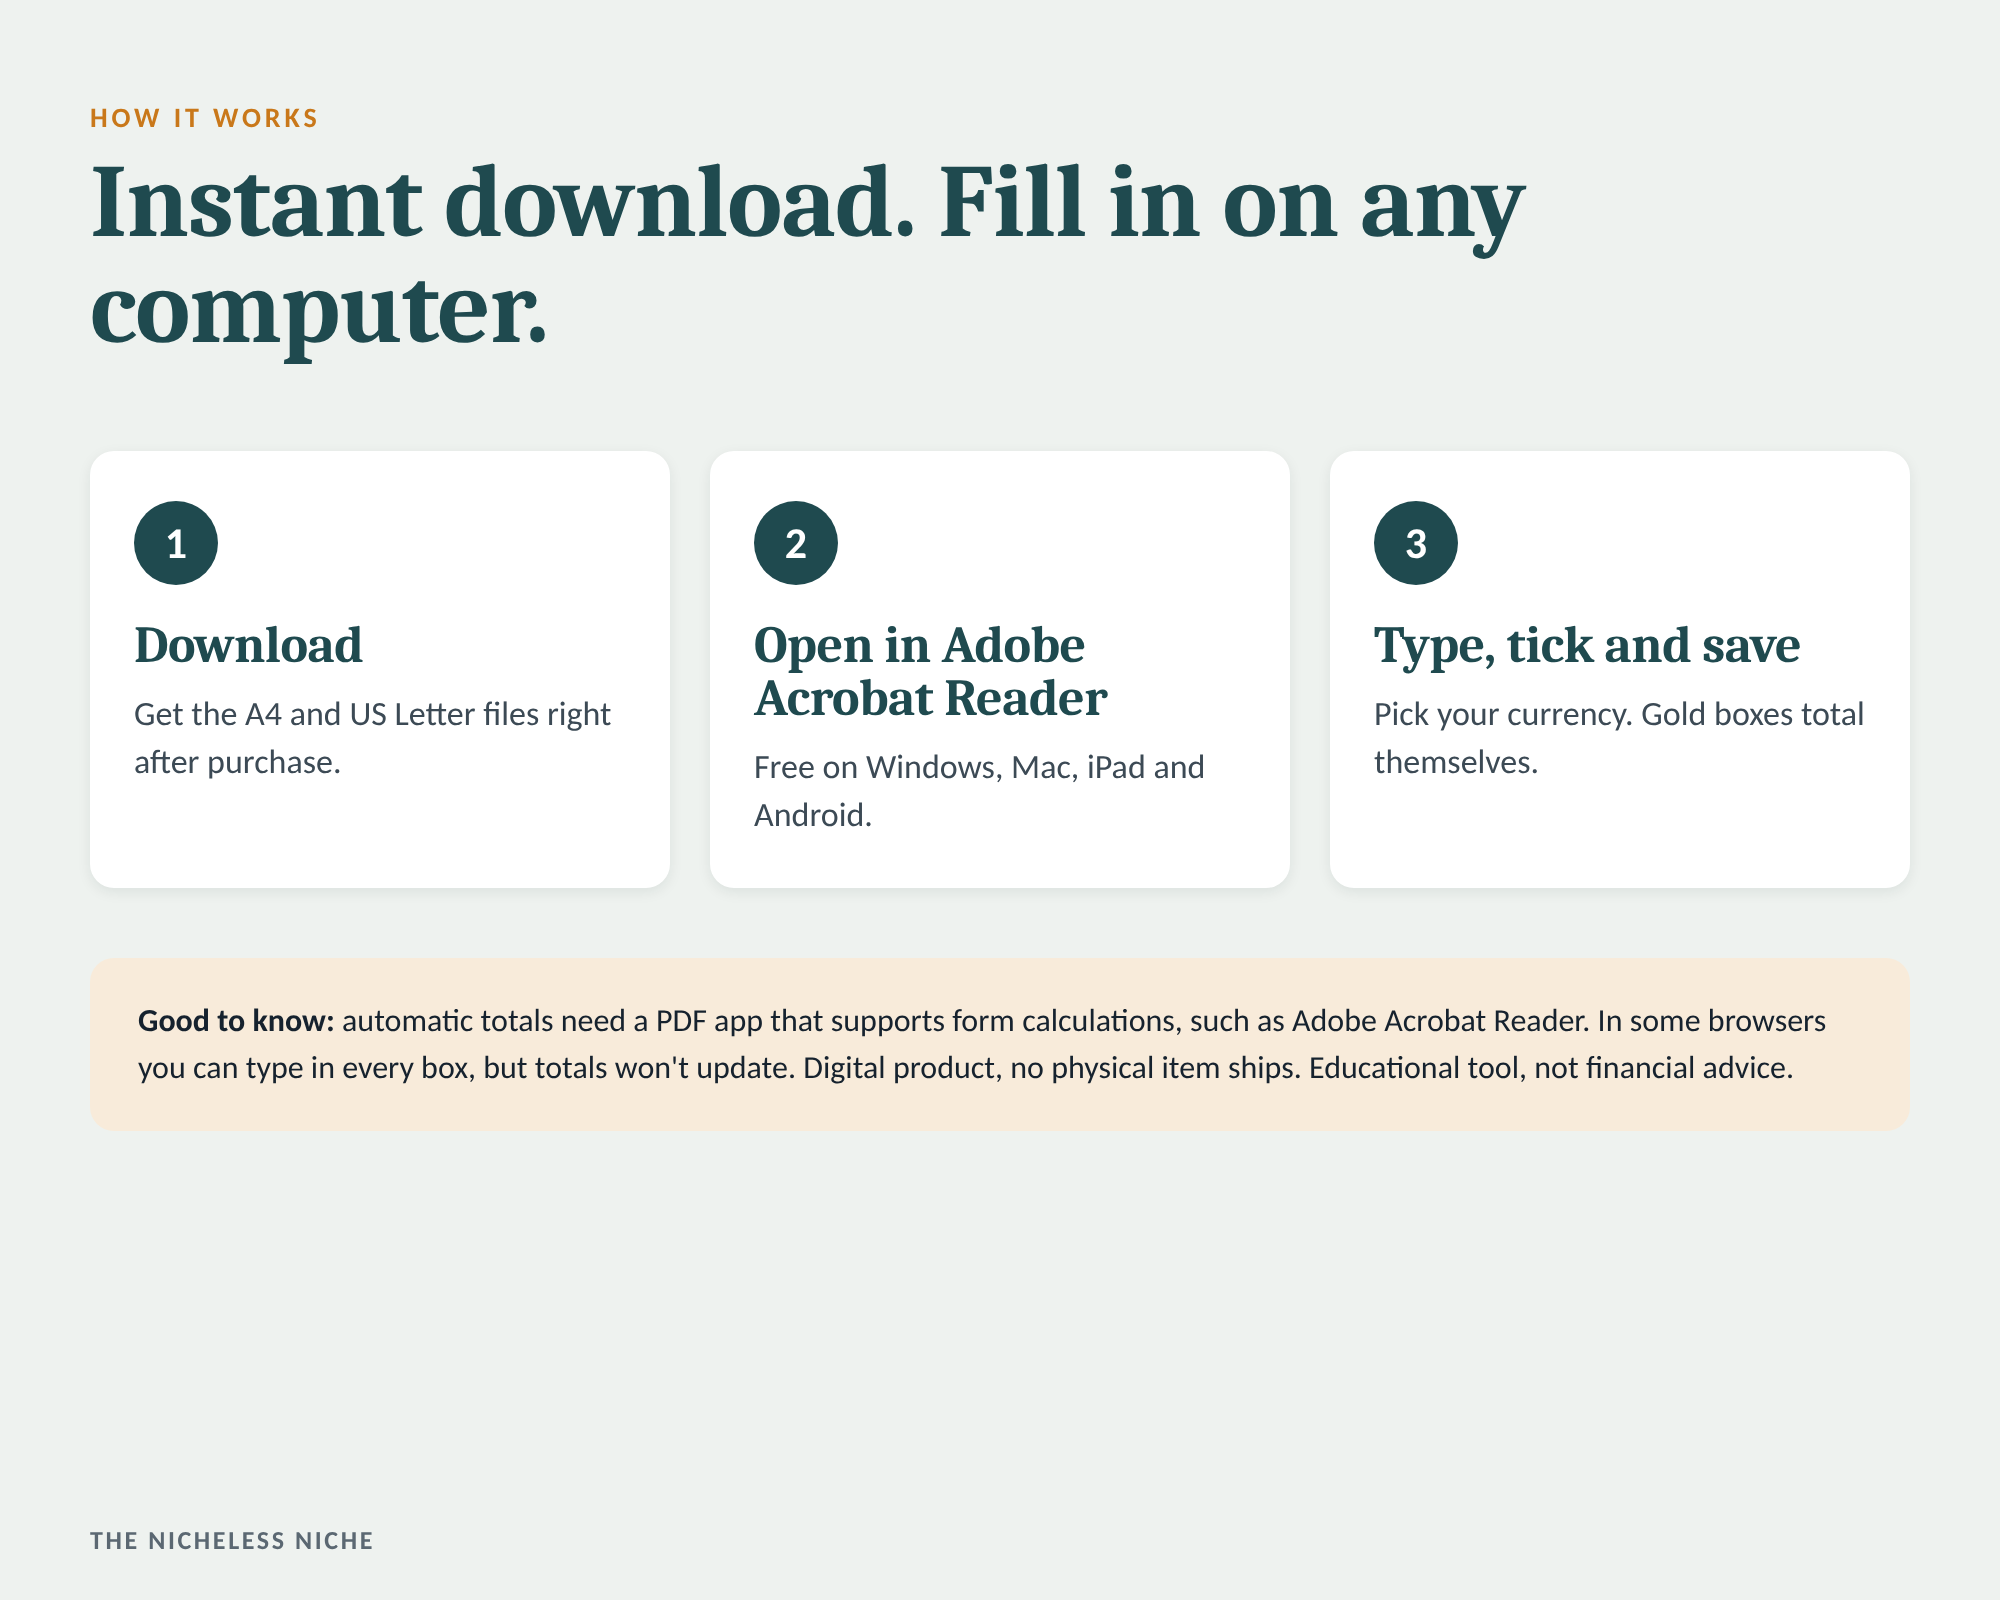 HOW IT WORKS
Instant download. Fill in on any
computer.
1
Download
Get the A4 and US Letter files right
after purchase.
2
Open in Adobe
Acrobat Reader
Free on Windows, Mac, iPad and
Android.
3
Type, tick and save
Pick your currency. Gold boxes total
themselves.
Good to know: automatic totals need a PDF app that supports form calculations, such as Adobe Acrobat Reader. In some browsers
you can type in every box, but totals won't update. Digital product, no physical item ships. Educational tool, not financial advice.
THE NICHELESS NICHE